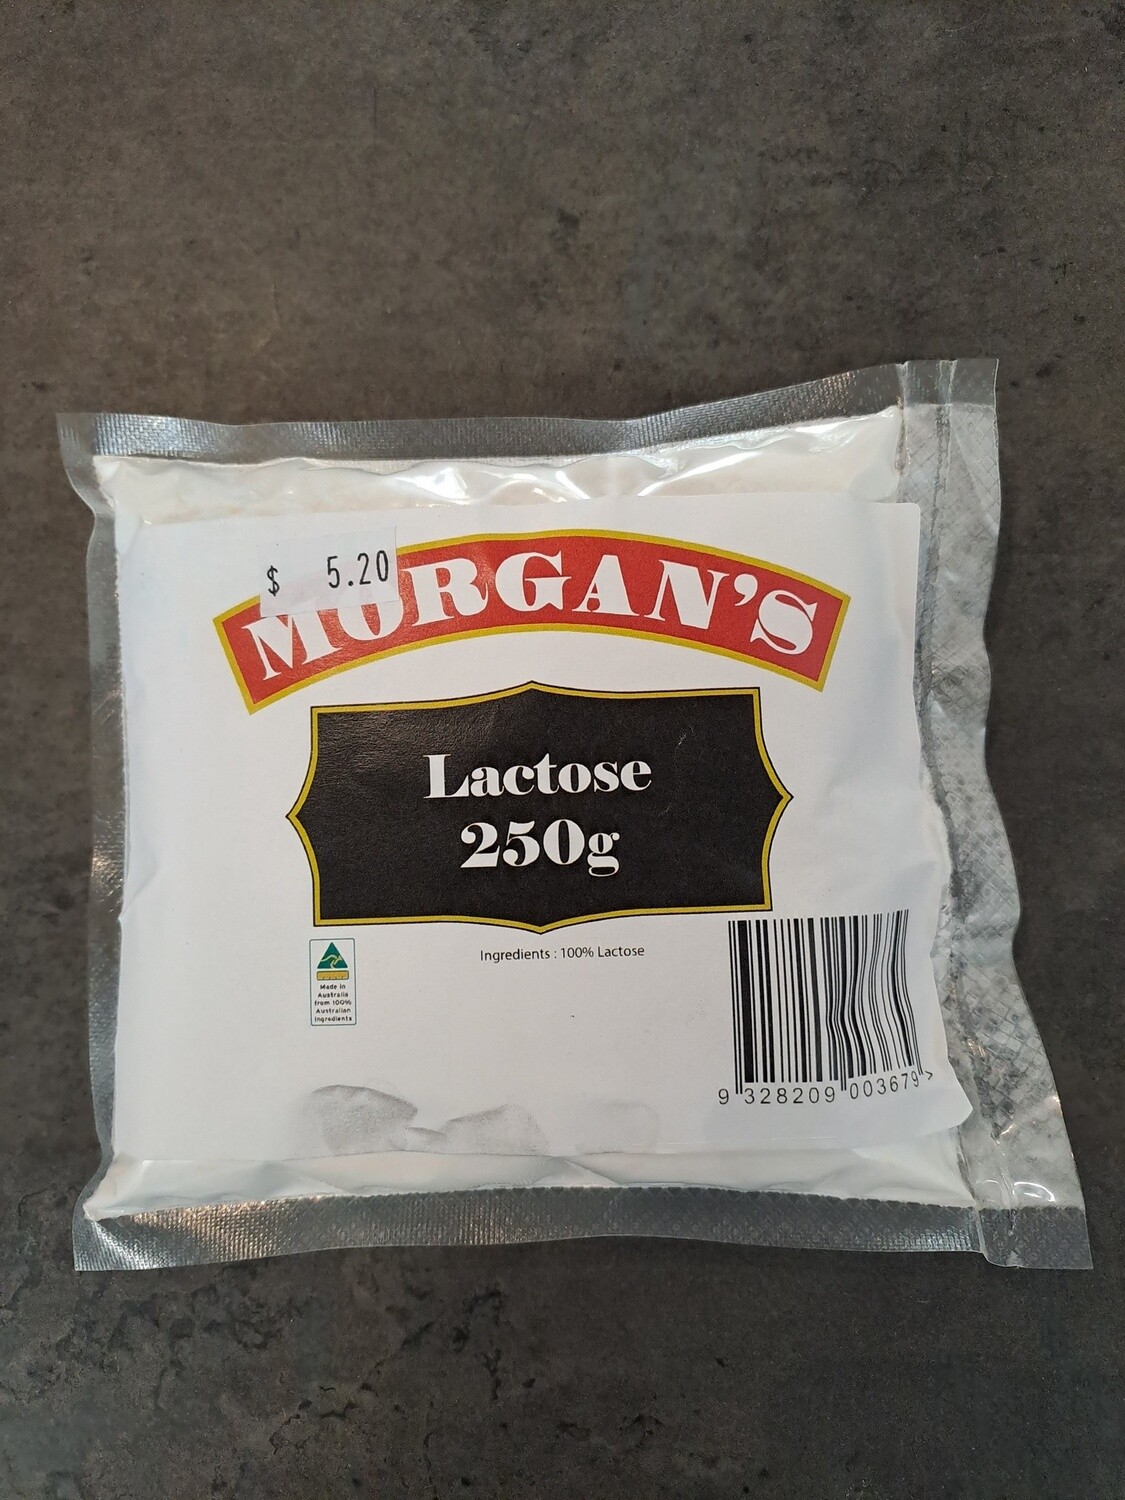 $ 5.20
MORGAN'S
Lactose
250g
Ingredients : 100% Lactose
Made in
Australia
from 100%
Australian
Ingredients
9 328209 003679 >